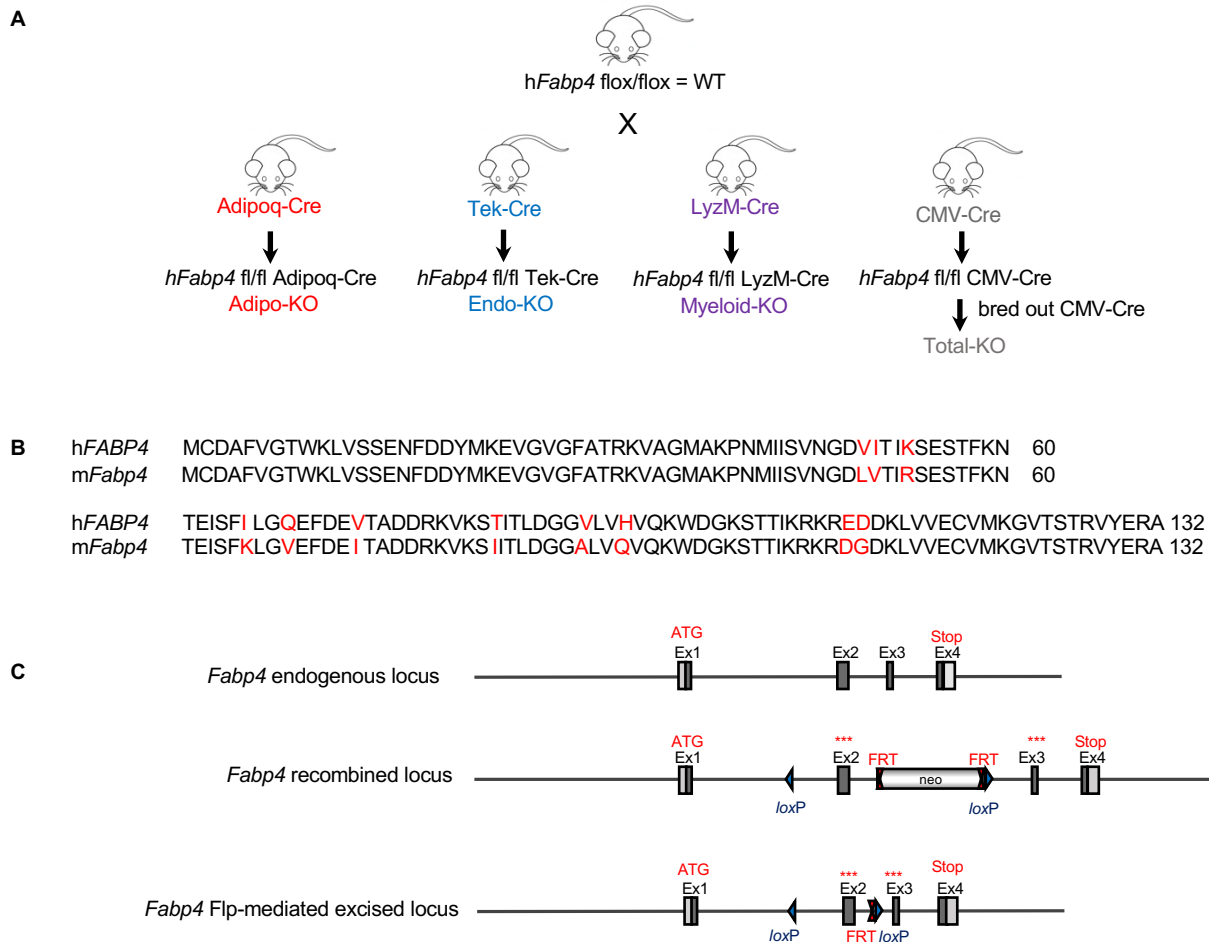 A
hFabp4 flox/flox = WT
X
Adipoq-Cre Tek-Cre LyzM-Cre CMV-Cre
hFabp4 fl/fl Adipoq-Cre hFabp4 fl/fl Tek-Cre hFabp4 fl/fl LyzM-Cre hFabp4 fl/fl CMV-Cre
Adipo-KO Endo-KO Myeloid-KO
bred out CMV-Cre
Total-KO
B
hFABP4 MCDAFVGTWKLVSSENFDDYMKEVGVGFATRKVAGMAKPNMIISVNGDVITIKSESTFKN 60
mFabp4 MCDAFVGTWKLVSSENFDDYMKEVGVGFATRKVAGMAKPNMIISVNGDLVTIRSESTFKN 60
hFABP4 TEISFILGQEFDEVTADDRKVKSTITLDGGVLVHVQKWDGKSTTIKRKREDDKLVVECVMKGVTSTRVYERA 132
mFabp4 TEISFKLGVEFDEITADDRKVKSIITLDGGALVQVQKWDGKSTTIKRKRDGDKLVVECVMKGVTSTRVYERA 132
C
ATG Stop
Ex1 Ex2 Ex3 Ex4
Fabp4 endogenous locus
ATG *** *** Stop
Ex1 Ex2 FRT FRT Ex3 Ex4
Fabp4 recombined locus
neo
loxP loxP
ATG *** *** Stop
Ex1 Ex2 Ex3 Ex4
Fabp4 Flp-mediated excised locus
loxP FRT loxP